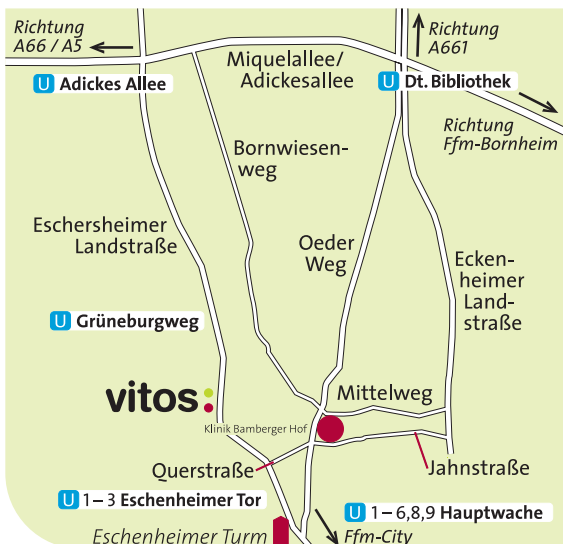 Richtung
A66 / A5
Richtung
A661
Miquelallee/
Adickesallee
U Adickes Allee
U Dt. Bibliothek
Richtung
Ffm-Bornheim
Bornwiesen-
weg
Eschersheimer
Landstraße
Oeder
Weg
Ecken-
heimer
Land-
straße
U Grüneburgweg
vitos:
Mittelweg
Klinik Bamberger Hof
Querstraße
Jahnstraße
U 1 – 3 Eschenheimer Tor
U 1 – 6,8,9 Hauptwache
Eschenheimer Turm
Ffm-City